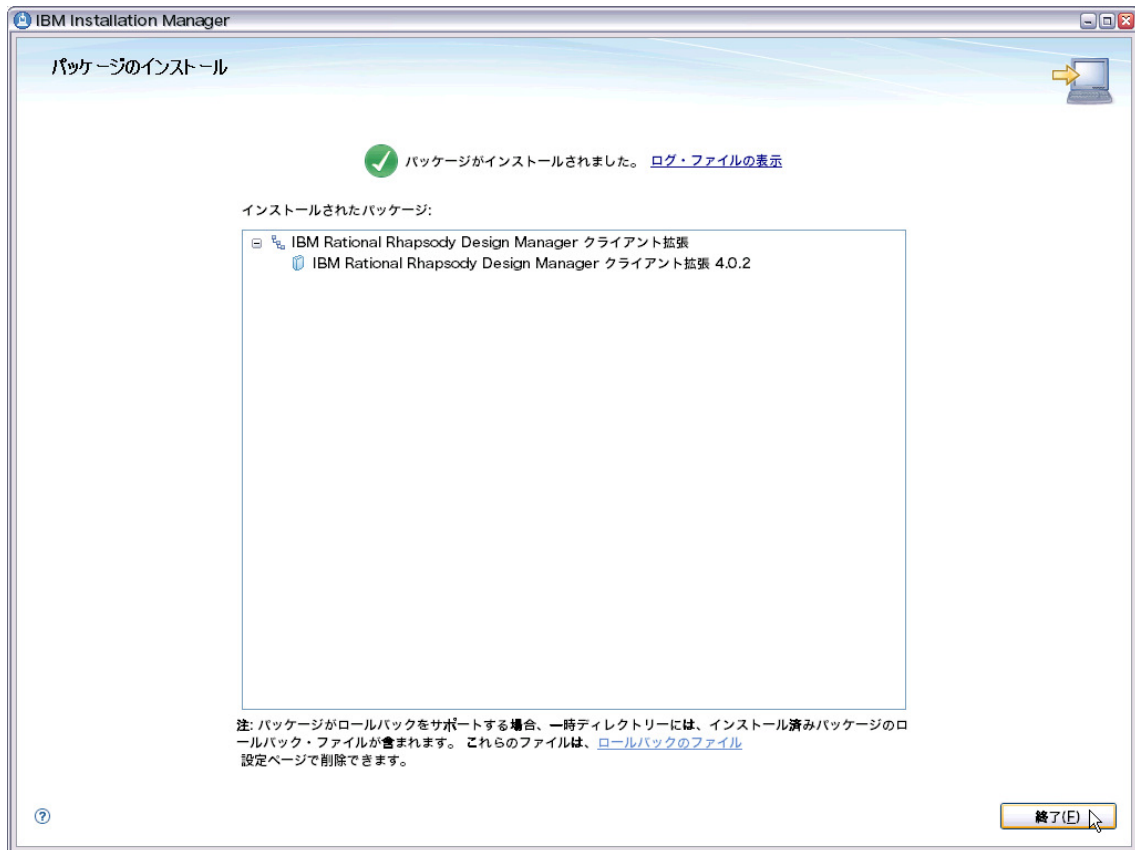 IBM Installation Manager
パッケージのインストール
パッケージがインストールされました。 ログ・ファイルの表示
インストールされたパッケージ:
IBM Rational Rhapsody Design Manager クライアント拡張
IBM Rational Rhapsody Design Manager クライアント拡張 4.0.2
注: パッケージがロールバックをサポートする場合、一時ディレクトリーには、インストール済みパッケージのロ
ールバック・ファイルが含まれます。 これらのファイルは、ロールバックのファイル
設定ページで削除できます。
?
終了(F)